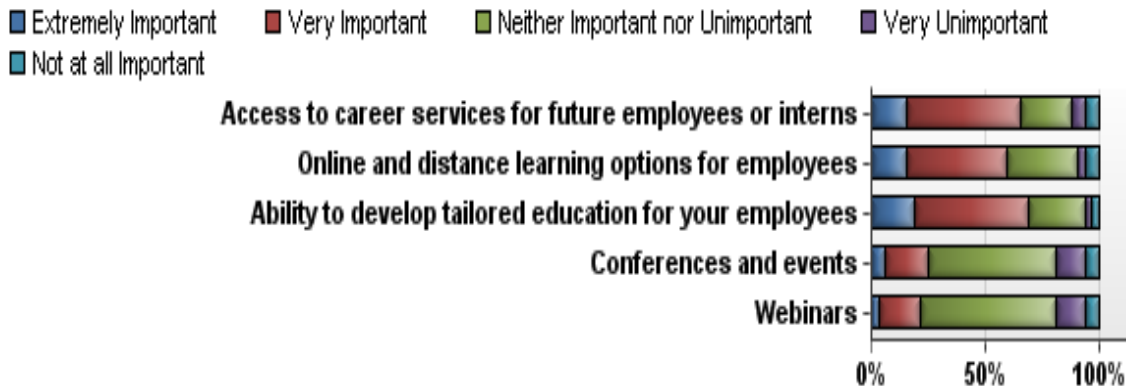 Extremely Important Very Important Neither Important nor Unimportant Very Unimportant
Not at all Important
Access to career services for future employees or interns
Online and distance learning options for employees
Ability to develop tailored education for your employees
Conferences and events
Webinars
0% 50% 100%